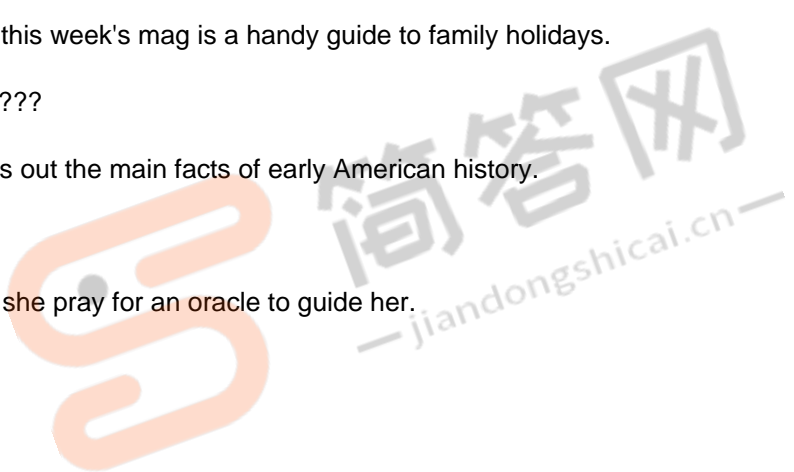 this week's mag is a handy guide to family holidays.
???
s out the main facts of early American history.
she pray for an oracle to guide her.
简答网
jiandongshicai.cn